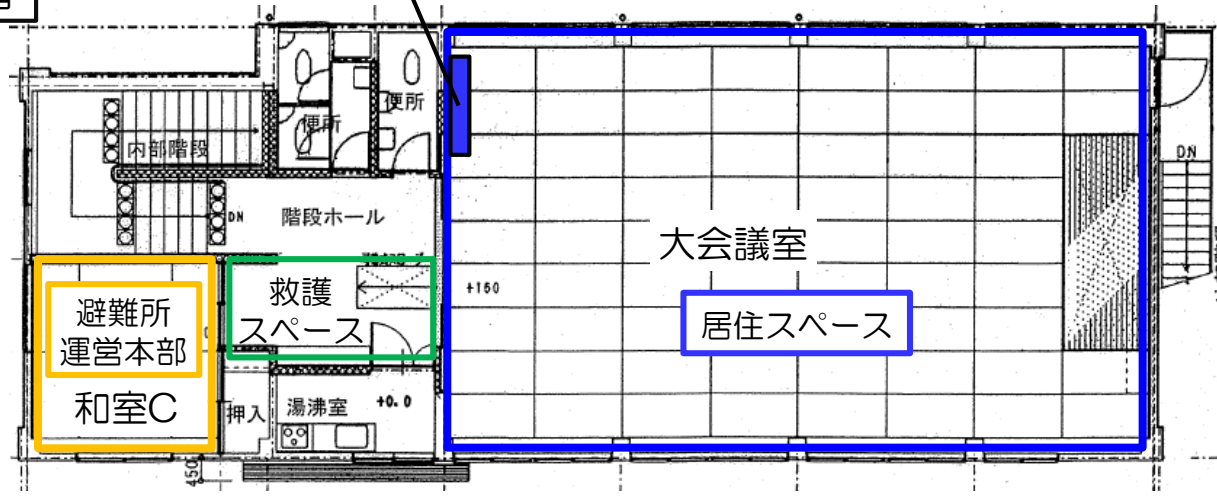 便所
便所
内部階段
DN
階段ホール
DN
大会議室
+160
救護
スペース
居住スペース
避難所
運営本部
和室C
押入
湯沸室
+0.0
450